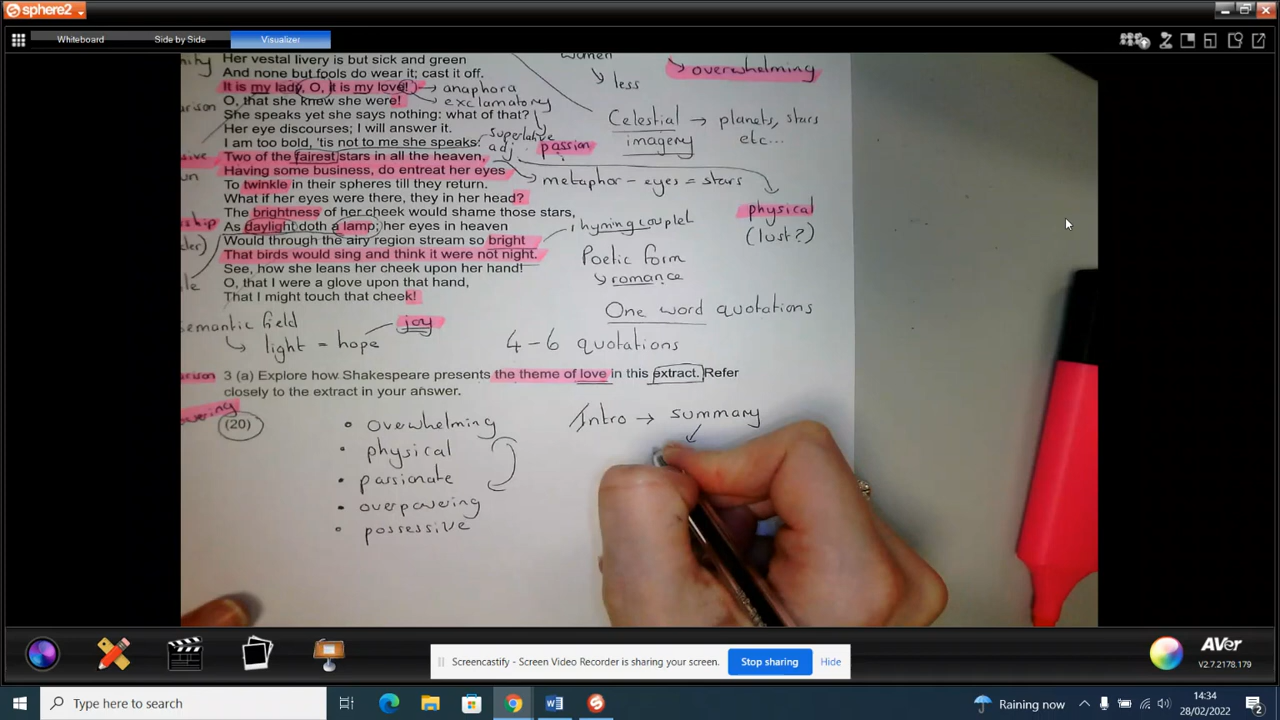 sphere2
Whiteboard
Side by Side
Visualizer
Her vestal livery is but sick and green
And none but fools do wear it; cast it off.
It is my lady, O, it is my love!
O, that she knew she were!
She speaks yet she says nothing: what of that?
Her eye discourses; I will answer it.
I am too bold, 'tis not to me she speaks:
Two of the fairest stars in all the heaven,
Having some business, do entreat her eyes
To twinkle in their spheres till they return.
What if her eyes were there, they in her head?
The brightness of her cheek would shame those stars,
As daylight doth a lamp; her eyes in heaven
Would through the airy region stream so bright
That birds would sing and think it were not night.
See, how she leans her cheek upon her hand!
O, that I were a glove upon that hand,
That I might touch that cheek!
women
less
overwhelming
anaphora
exclamatory
Celestial → planets, stars
imagery etc...
superlative
adj
passion
metaphor - eyes = stars
physical
(lust?)
rhyming couplet
Poetic form
romance
One word quotations
4-6 quotations
semantic field
light = hope
joy
3 (a) Explore how Shakespeare presents the theme of love in this extract. Refer
closely to the extract in your answer.
(20)
• overwhelming
• physical
• passionate
• overpowering
• possessive
Intro → summary
Screencastify - Screen Video Recorder is sharing your screen.
Stop sharing
Hide
AVer
V2.7.2178.179
Type here to search
Raining now
14:34
28/02/2022
2